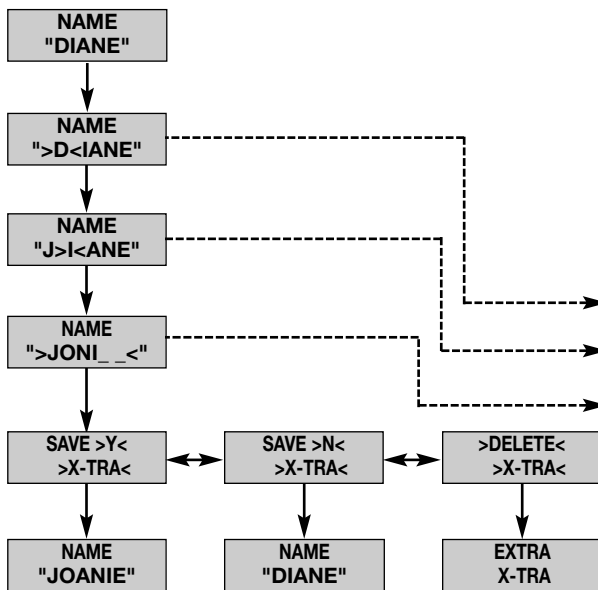 NAME
"DIANE"
NAME
">D<IANE"
NAME
"J>I<ANE"
NAME
">JONI_ _<"
SAVE >Y<
>X-TRA<
SAVE >N<
>X-TRA<
>DELETE<
>X-TRA<
NAME
"JOANIE"
NAME
"DIANE"
EXTRA
X-TRA